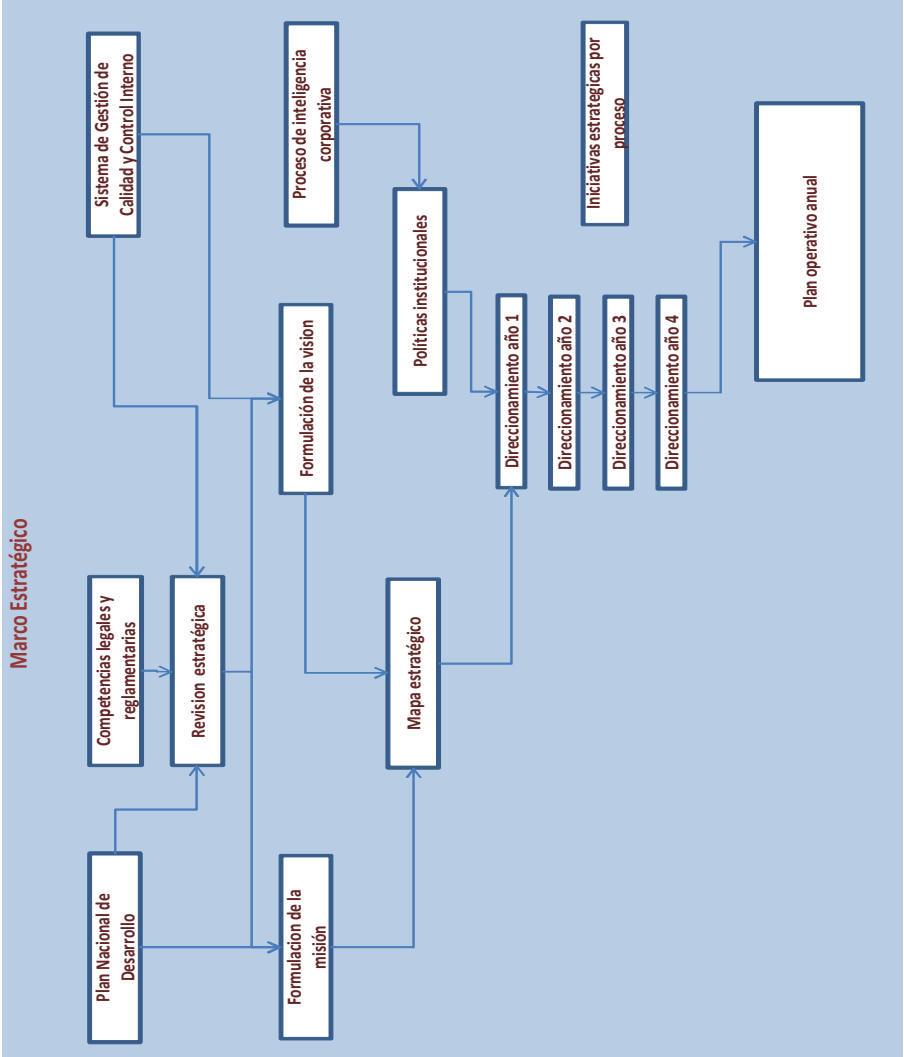 Marco Estratégico
Plan Nacional de
Desarrollo
Competencias legales y
reglamentarias
Sistema de Gestión de
Calidad y Control Interno
Revision estratégica
Formulacion de la
misión
Formulación de la vision
Proceso de inteligencia
corporativa
Mapa estratégico
Políticas institucionales
Direccionamiento año 1
Direccionamiento año 2
Direccionamiento año 3
Direccionamiento año 4
Iniciativas estrategicas por
proceso
Plan operativo anual